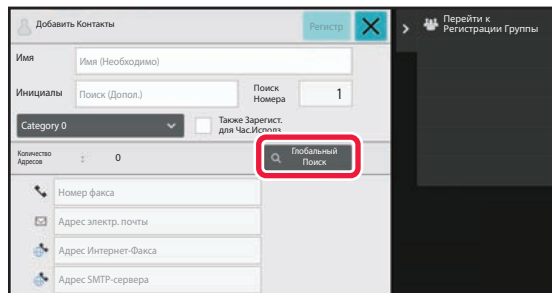 Добавить Контакты
Регистр
Перейти к
Регистрации Группы
Имя
Имя (Необходимо)
Инициалы
Поиск (Допол.)
Поиск
Номера
1
Category 0
Также Зарегист.
для Час.Использ
Количество
Адресов
:
0
Глобальный
Поиск
Номер факса
Адрес электр. почты
Адрес Интернет-Факса
Адрес SMTP-сервера